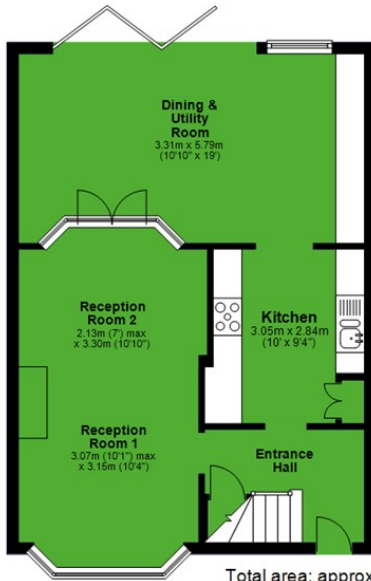 Dining &
Utility
Room
3.31m x 5.79m
(10'10" x 19')
Reception
Room 2
2.13m (7') max
x 3.30m (10'10")
Kitchen
3.05m x 2.84m
(10' x 9'4")
Reception
Room 1
3.07m (10'1") max
x 3.15m (10'4")
Entrance
Hall
Total area: approx